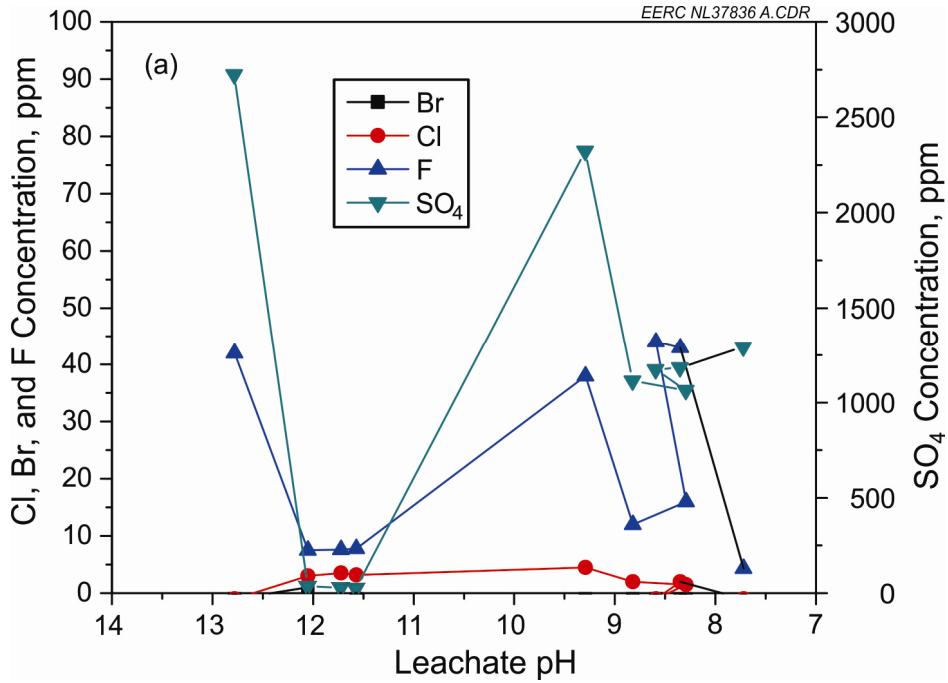 EERC NL37836 A.CDR
(a)
Br
Cl
F
SO₄
Cl, Br, and F Concentration, ppm
100
90
80
70
60
50
40
30
20
10
0
SO₄ Concentration, ppm
3000
2500
2000
1500
1000
500
0
14 13 12 11 10 9 8 7
Leachate pH